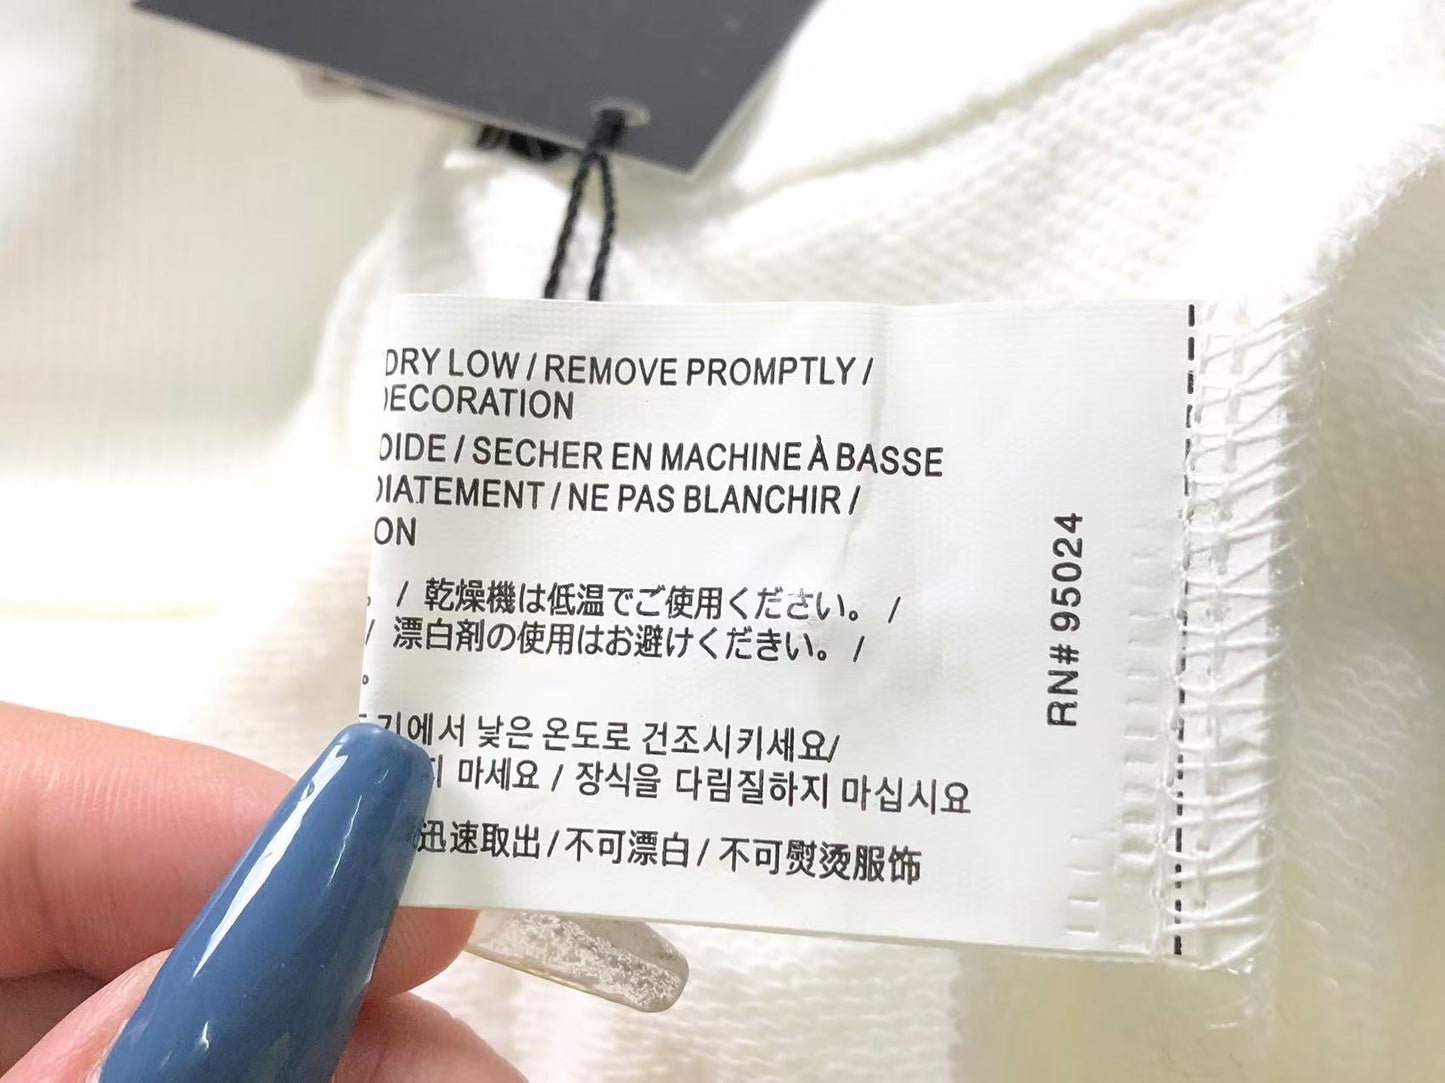 DRY LOW / REMOVE PROMPTLY /
DECORATION
OIDE / SECHER EN MACHINE À BASSE
DIATEMENT / NE PAS BLANCHIR /
ON
。 / 乾燥機は低温でご使用ください。 /
/ 漂白剤の使用はお避けくだきい。 /
。
기에서 낮은 온도로 건조시키세요/
지 마세요 / 장식을 다림질하지 마십시요
迅速取出 / 不可漂白 / 不可熨烫服饰
RN# 95024